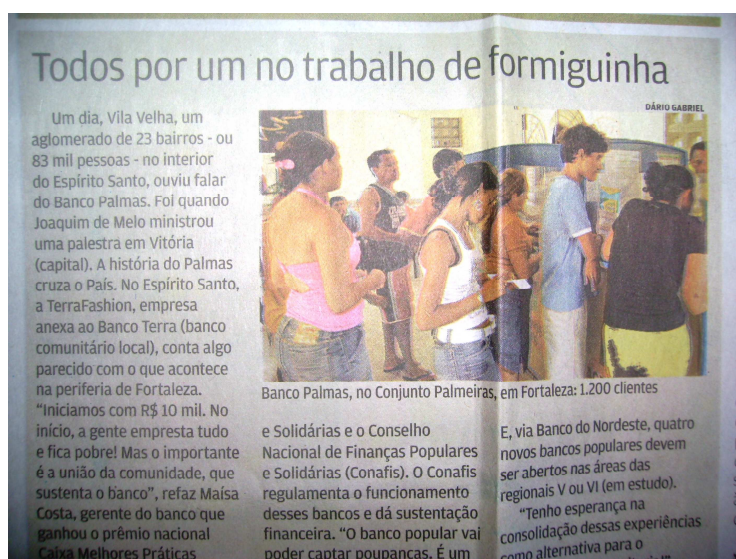 Todos por um no trabalho de formiguinha
DÁRIO GABRIEL
Um dia, Vila Velha, um
aglomerado de 23 bairros - ou
83 mil pessoas - no interior
do Espírito Santo, ouviu falar
do Banco Palmas. Foi quando
Joaquim de Melo ministrou
uma palestra em Vitória
(capital). A história do Palmas
cruza o País. No Espírito Santo,
a TerraFashion, empresa
anexa ao Banco Terra (banco
comunitário local), conta algo
parecido com o que acontece
na periferia de Fortaleza.
“Iniciamos com R$ 10 mil. No
início, a gente empresta tudo
e fica pobre! Mas o importante
é a união da comunidade, que
sustenta o banco”, refaz Maísa
Costa, gerente do banco que
ganhou o prêmio nacional
Caixa Melhores Práticas
Banco Palmas, no Conjunto Palmeiras, em Fortaleza: 1.200 clientes
e Solidárias e o Conselho
Nacional de Finanças Populares
e Solidárias (Conafis). O Conafis
regulamenta o funcionamento
desses bancos e dá sustentação
financeira. “O banco popular vai
poder captar poupanças. É um
E, via Banco do Nordeste, quatro
novos bancos populares devem
ser abertos nas áreas das
regionais V ou VI (em estudo).
“Tenho esperança na
consolidação dessas experiências
como alternativa para o